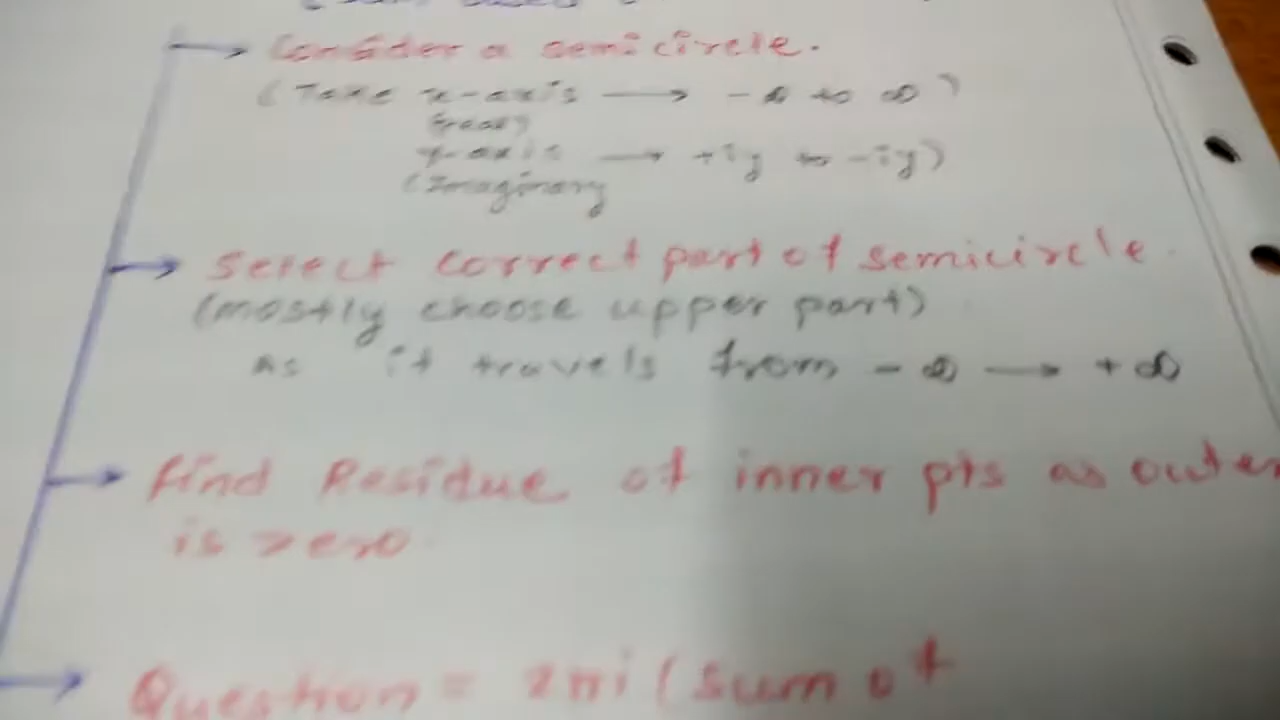 Consider a semicircle.
(Take x-axis → -∞ to ∞)
(real)
y-axis → +iy to -iy)
(Imaginary
Select correct part of semicircle.
(mostly choose upper part)
as it travels from -∞ → +∞
find Residue of inner pts as outer
is zero.
Question = 2πi (sum of